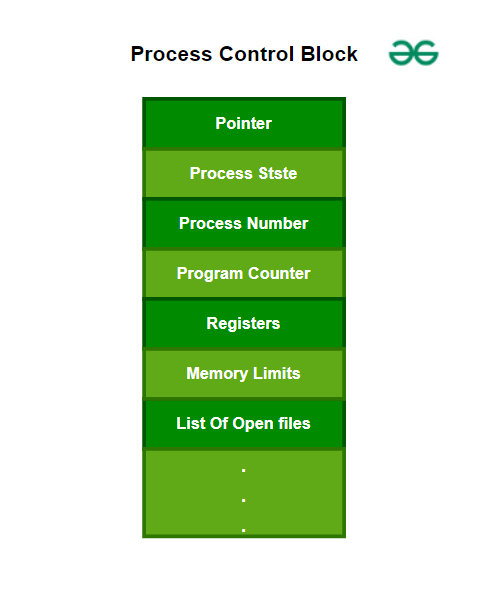 Process Control Block
Pointer
Process Stste
Process Number
Program Counter
Registers
Memory Limits
List Of Open files
.
.
.